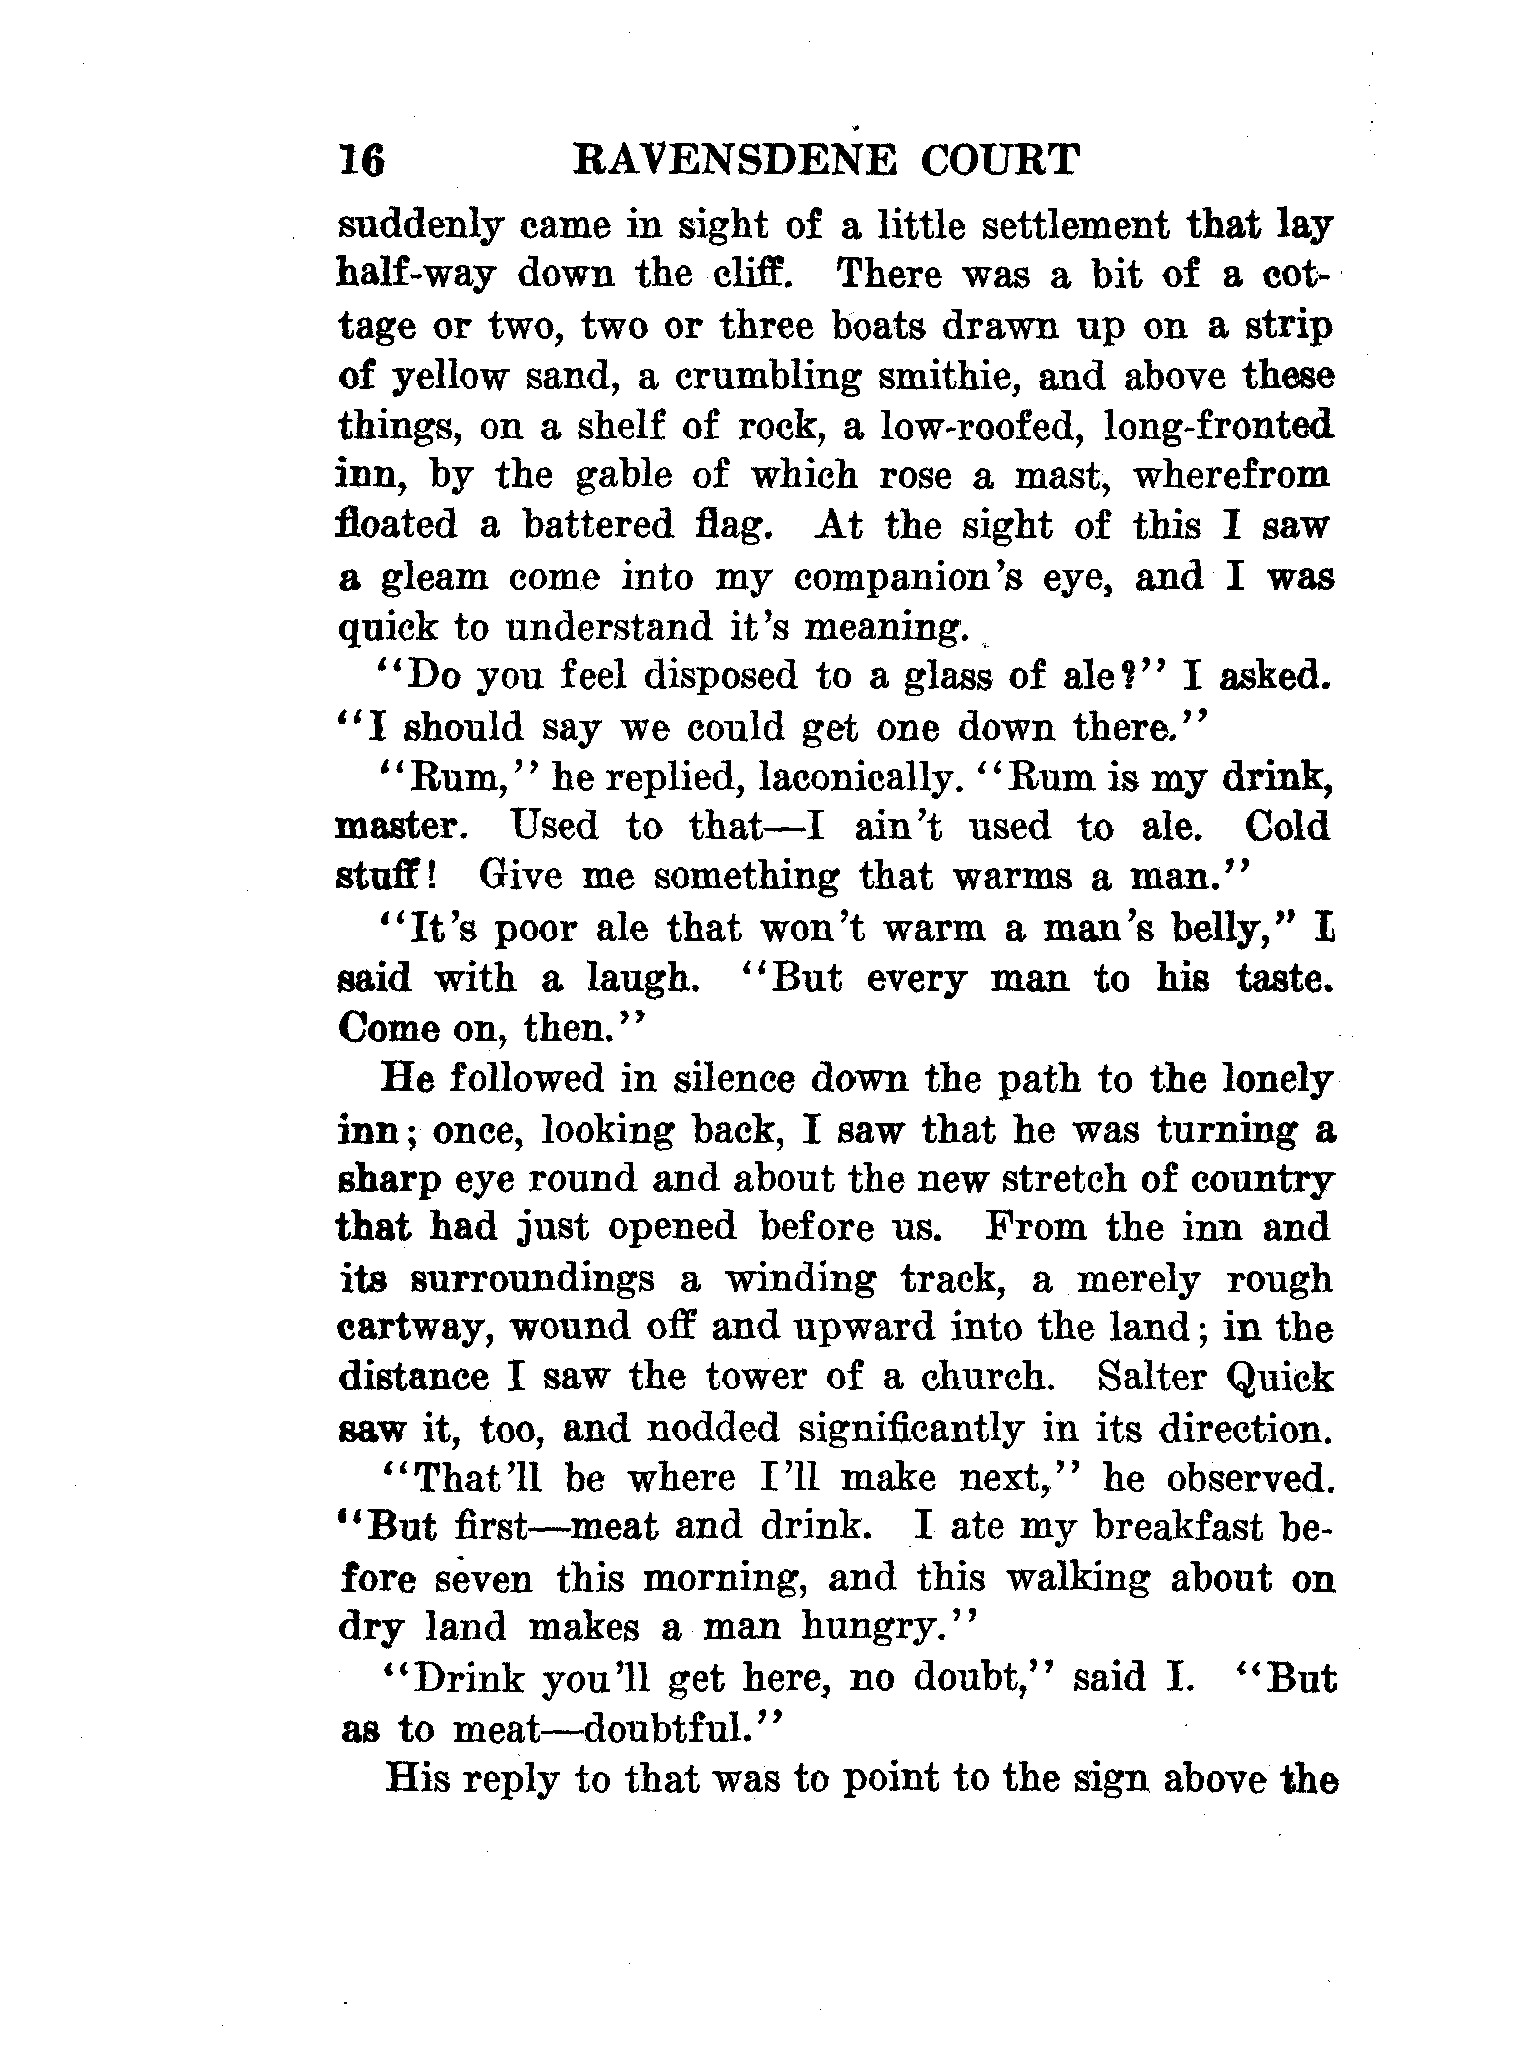 16 RAVENSDENE COURT
suddenly came in sight of a little settlement that lay
half-way down the cliff. There was a bit of a cot-
tage or two, two or three boats drawn up on a strip
of yellow sand, a crumbling smithie, and above these
things, on a shelf of rock, a low-roofed, long-fronted
inn, by the gable of which rose a mast, wherefrom
floated a battered flag. At the sight of this I saw
a gleam come into my companion's eye, and I was
quick to understand it's meaning.
"Do you feel disposed to a glass of ale?" I asked.
"I should say we could get one down there."
"Rum," he replied, laconically. "Rum is my drink,
master. Used to that—I ain't used to ale. Cold
stuff! Give me something that warms a man."
"It's poor ale that won't warm a man's belly," I
said with a laugh. "But every man to his taste.
Come on, then."
He followed in silence down the path to the lonely
inn; once, looking back, I saw that he was turning a
sharp eye round and about the new stretch of country
that had just opened before us. From the inn and
its surroundings a winding track, a merely rough
cartway, wound off and upward into the land; in the
distance I saw the tower of a church. Salter Quick
saw it, too, and nodded significantly in its direction.
"That'll be where I'll make next," he observed.
"But first—meat and drink. I ate my breakfast be-
fore seven this morning, and this walking about on
dry land makes a man hungry."
"Drink you'll get here, no doubt," said I. "But
as to meat—doubtful."
His reply to that was to point to the sign above the